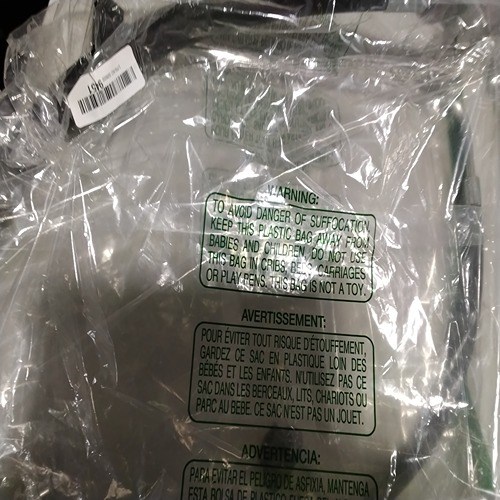 WARNING:
TO AVOID DANGER OF SUFFOCATION,
KEEP THIS PLASTIC BAG AWAY FROM
BABIES AND CHILDREN. DO NOT USE
THIS BAG IN CRIBS, BEDS, CARRIAGES
OR PLAY PENS. THIS BAG IS NOT A TOY.
AVERTISSEMENT:
POUR ÉVITER TOUT RISQUE D'ÉTOUFFEMENT,
GARDEZ CE SAC EN PLASTIQUE LOIN DES
BÉBÉS ET LES ENFANTS. N'UTILISEZ PAS CE
SAC DANS LES BERCEAUX, LITS, CHARIOTS OU
PARC AU BEBE. CE SAC N'EST PAS UN JOUET.
ADVERTENCIA:
PARA EVITAR EL PELIGRO DE ASFIXIA, MANTENGA
ESTA BOLSA DE PLASTICO